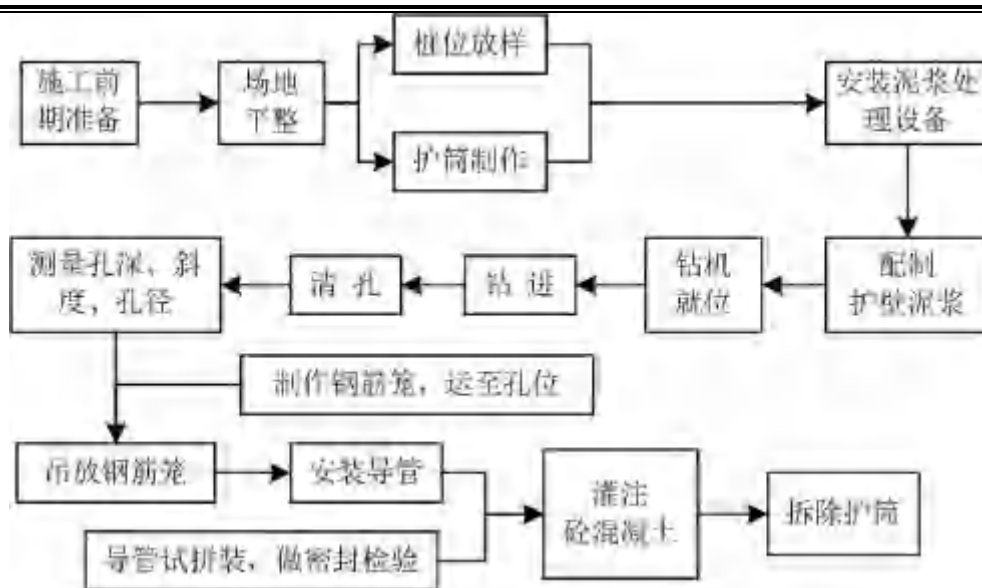 施工前
期准备
场地
平整
桩位放样
护筒制作
安装泥浆处
理设备
配制
护壁泥浆
钻机
就位
钻 进
清 孔
测量孔深、斜
度，孔径
制作钢筋笼，运至孔位
吊放钢筋笼
安装导管
导管试拼装，做密封检验
灌注
砼混凝土
拆除护筒